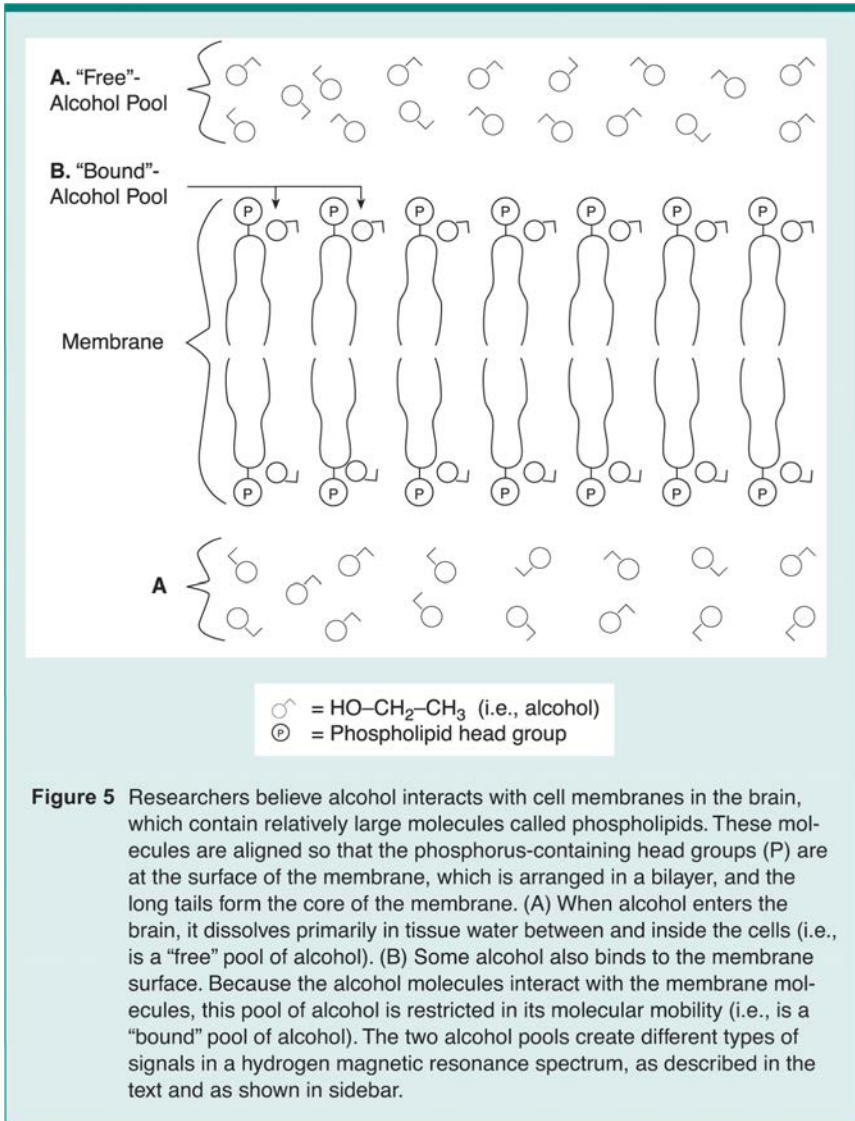 A. "Free"-
Alcohol Pool
B. "Bound"-
Alcohol Pool
P P P P P P P
Membrane
P P P P P P P
A
= HO–CH₂–CH₃ (i.e., alcohol)
P = Phospholipid head group
Figure 5 Researchers believe alcohol interacts with cell membranes in the brain,
which contain relatively large molecules called phospholipids. These mol-
ecules are aligned so that the phosphorus-containing head groups (P) are
at the surface of the membrane, which is arranged in a bilayer, and the
long tails form the core of the membrane. (A) When alcohol enters the
brain, it dissolves primarily in tissue water between and inside the cells (i.e.,
is a "free" pool of alcohol). (B) Some alcohol also binds to the membrane
surface. Because the alcohol molecules interact with the membrane mol-
ecules, this pool of alcohol is restricted in its molecular mobility (i.e., is a
"bound" pool of alcohol). The two alcohol pools create different types of
signals in a hydrogen magnetic resonance spectrum, as described in the
text and as shown in sidebar.